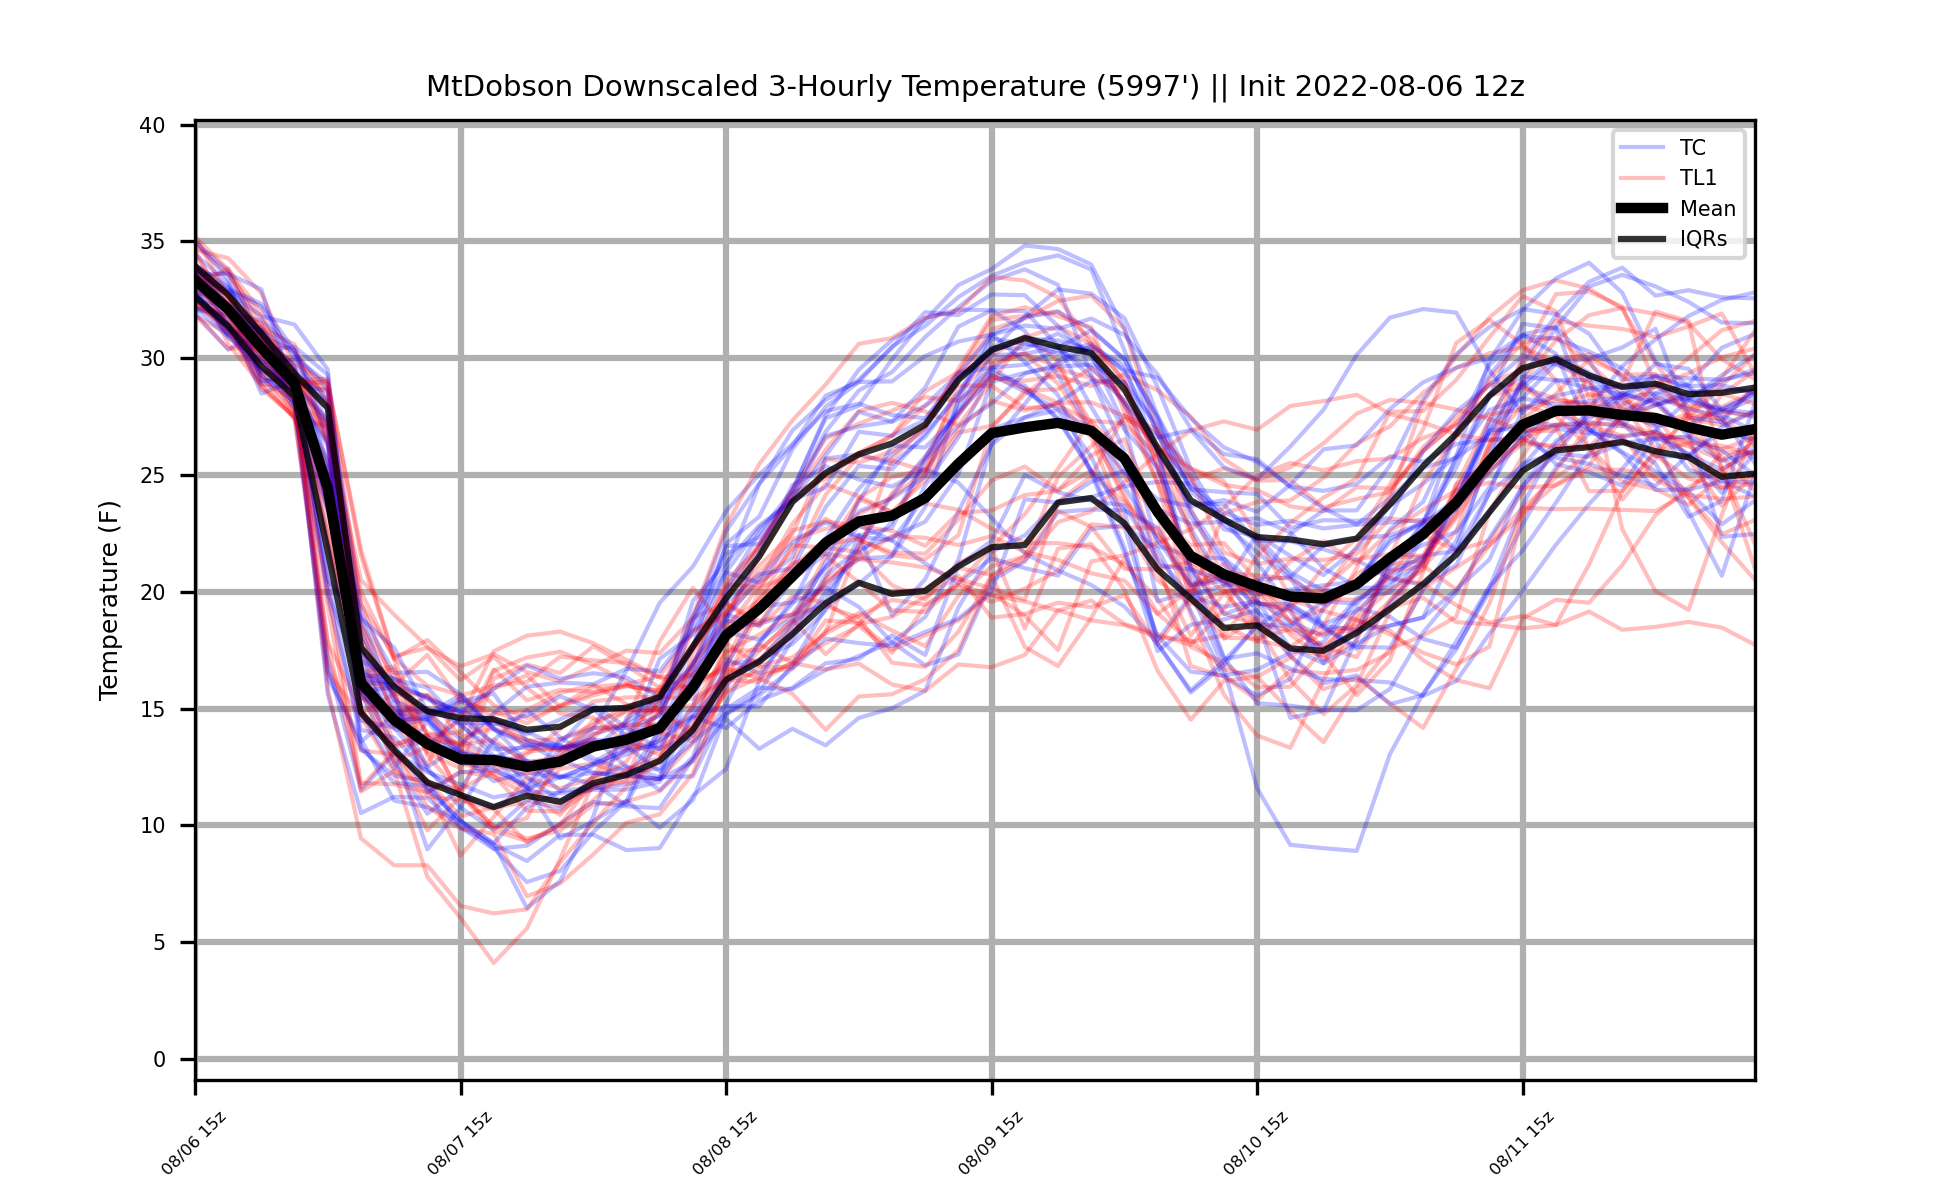 MtDobson Downscaled 3-Hourly Temperature (5997') || Init 2022-08-06 12z
40
35
30
25
20
15
10
5
0
Temperature (F)
TC
TL1
Mean
IQRs
08/06 15z
08/07 15z
08/08 15z
08/09 15z
08/10 15z
08/11 15z